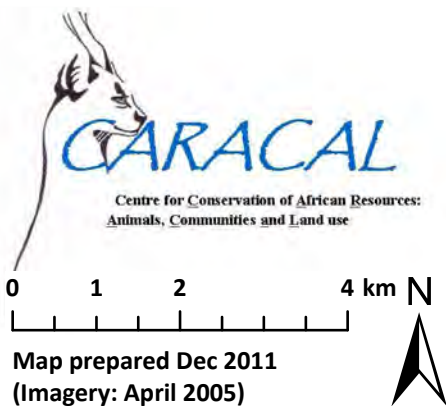 CARACAL
Centre for Conservation of African Resources:
Animals, Communities and Land use
0 1 2 4 km N
Map prepared Dec 2011
(Imagery: April 2005)